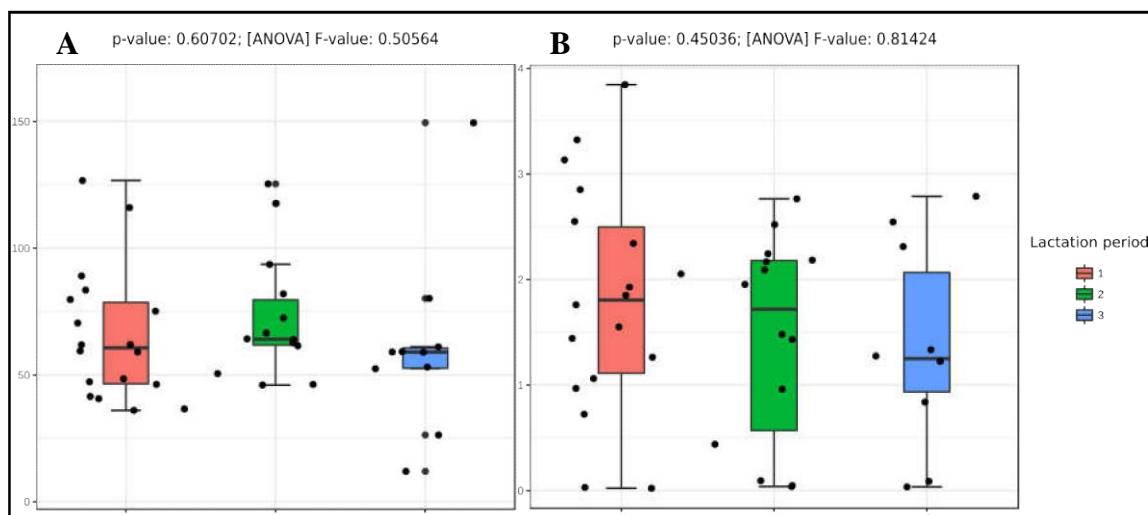 A
p-value: 0.60702; [ANOVA] F-value: 0.50564
150
100
50
0
B
p-value: 0.45036; [ANOVA] F-value: 0.81424
4
3
2
1
0
Lactation period
1
2
3